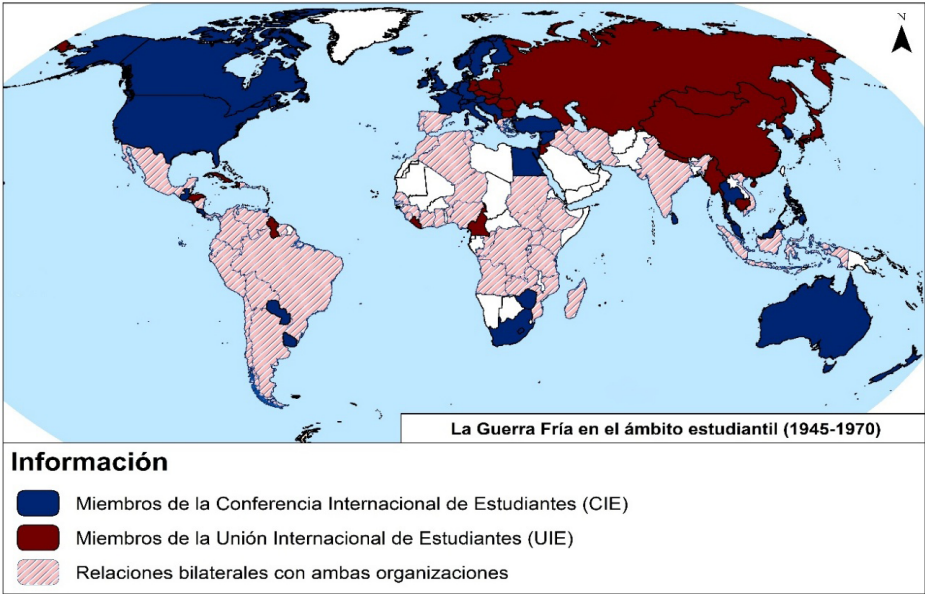 N
La Guerra Fría en el ámbito estudiantil (1945-1970)
Información
Miembros de la Conferencia Internacional de Estudiantes (CIE)
Miembros de la Unión Internacional de Estudiantes (UIE)
Relaciones bilaterales con ambas organizaciones